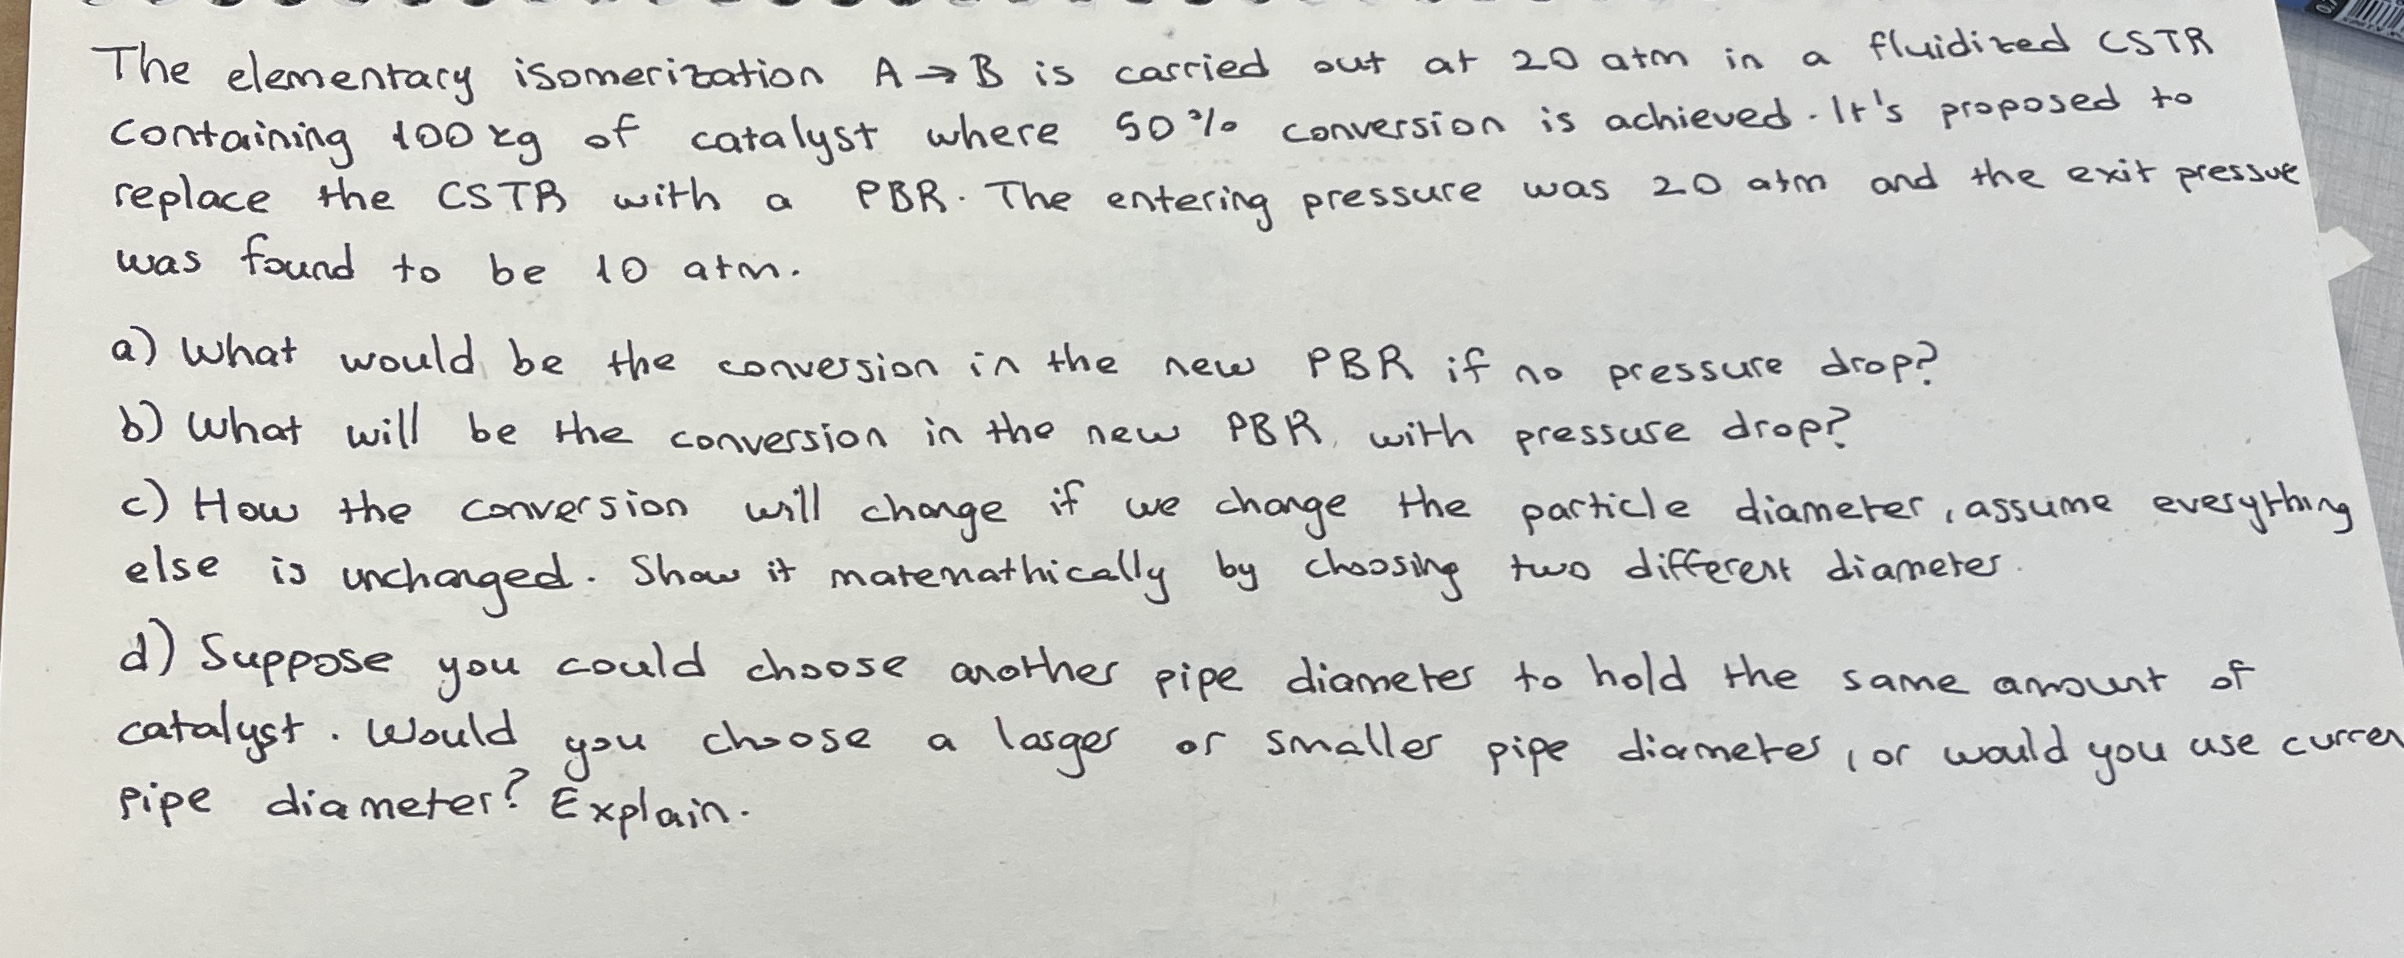 The elementary isomerization A → B is carried out at 20 atm in a fluidized CSTR
containing 100 kg of catalyst where 50% conversion is achieved. It's proposed to
replace the CSTR with a PBR. The entering pressure was 20 atm and the exit pressure
was found to be 10 atm.
a) What would be the conversion in the new PBR if no pressure drop?
b) What will be the conversion in the new PBR, with pressure drop?
c) How the conversion will change if we change the particle diameter, assume everything
else is unchanged. Show it matemathically by choosing two different diameter.
d) Suppose you could choose another pipe diameter to hold the same amount of
catalyst. Would you choose a larger or smaller pipe diameter, or would you use curren
pipe diameter? Explain.